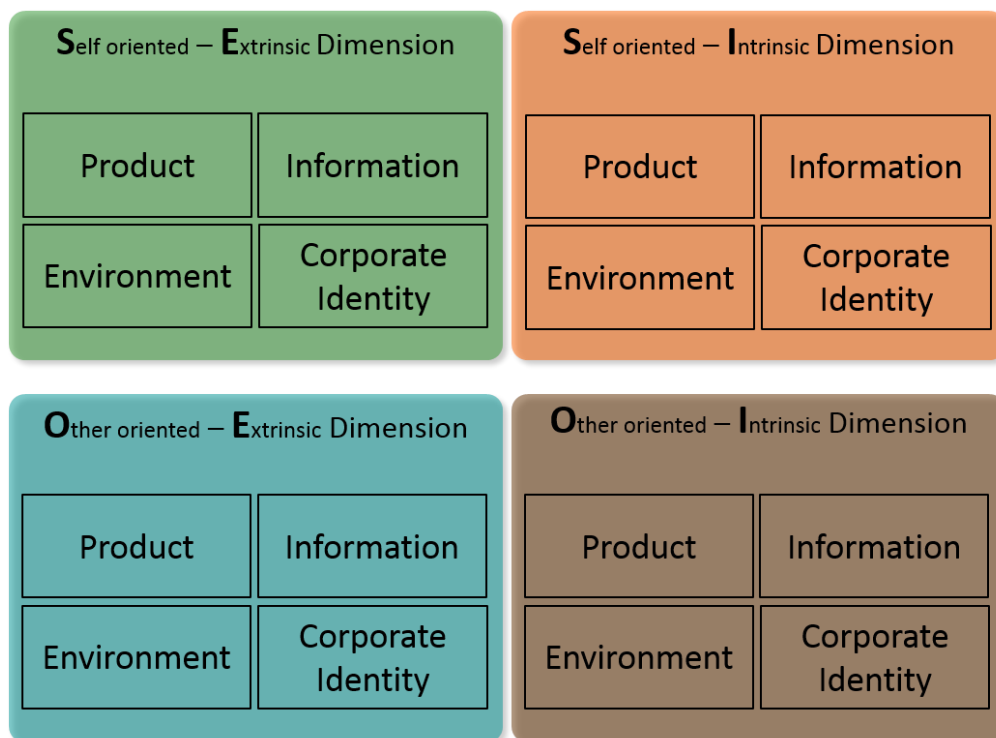 Self oriented – Extrinsic Dimension
Product
Information
Environment
Corporate
Identity
Self oriented – Intrinsic Dimension
Product
Information
Environment
Corporate
Identity
Other oriented – Extrinsic Dimension
Product
Information
Environment
Corporate
Identity
Other oriented – Intrinsic Dimension
Product
Information
Environment
Corporate
Identity